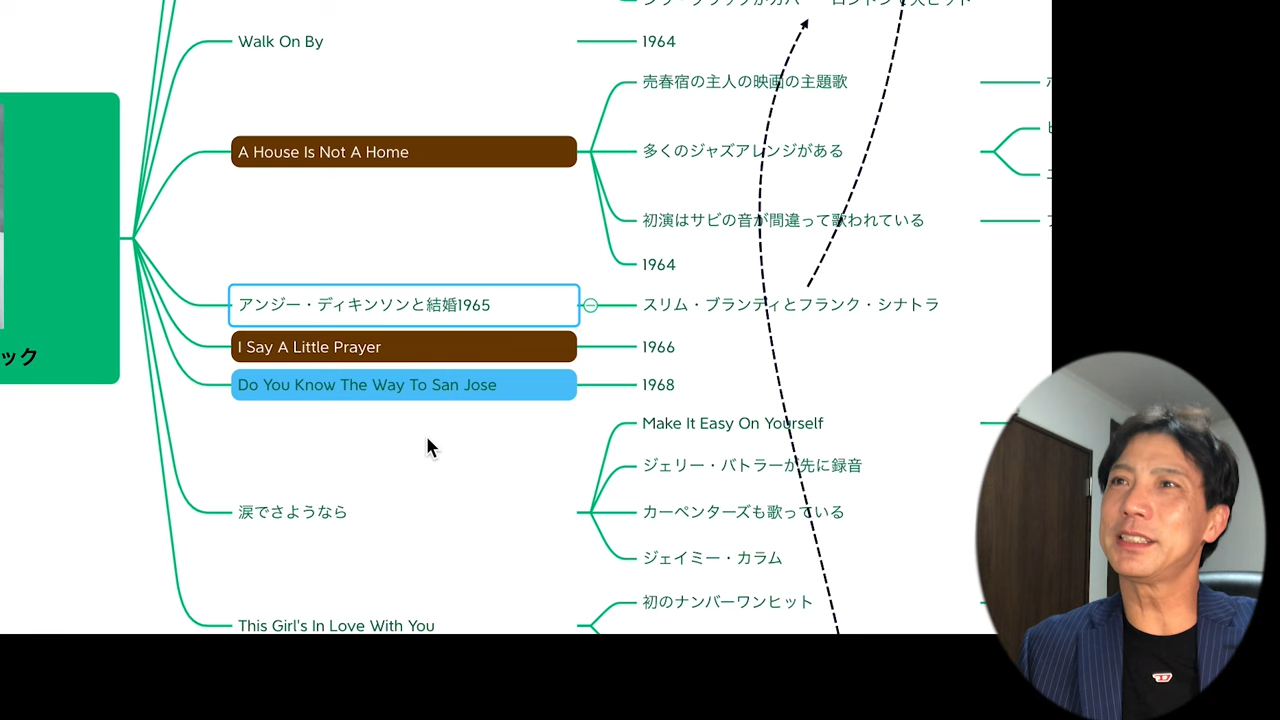 Walk On By
1964
売春宿の主人の映画の主題歌
A House Is Not A Home
多くのジャズアレンジがある
初演はサビの音が間違って歌われている
1964
アンジー・ディキンソンと結婚1965
スリム・ブランディとフランク・シナトラ
I Say A Little Prayer
1966
ック
Do You Know The Way To San Jose
1968
Make It Easy On Yourself
ジェリー・バトラーが先に録音
涙でさようなら
カーペンターズも歌っている
ジェイミー・カラム
初のナンバーワンヒット
This Girl's In Love With You